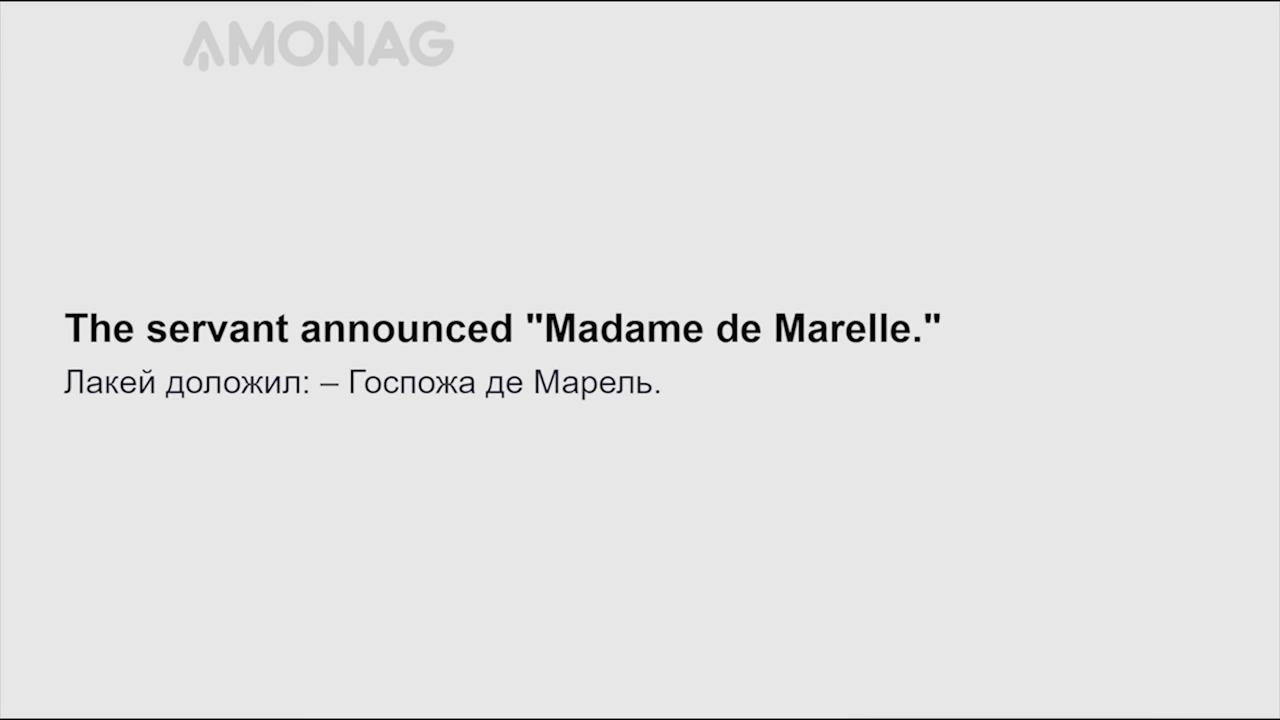 AMONAG
The servant announced "Madame de Marelle."
Лакей доложил: – Госпожа де Марель.